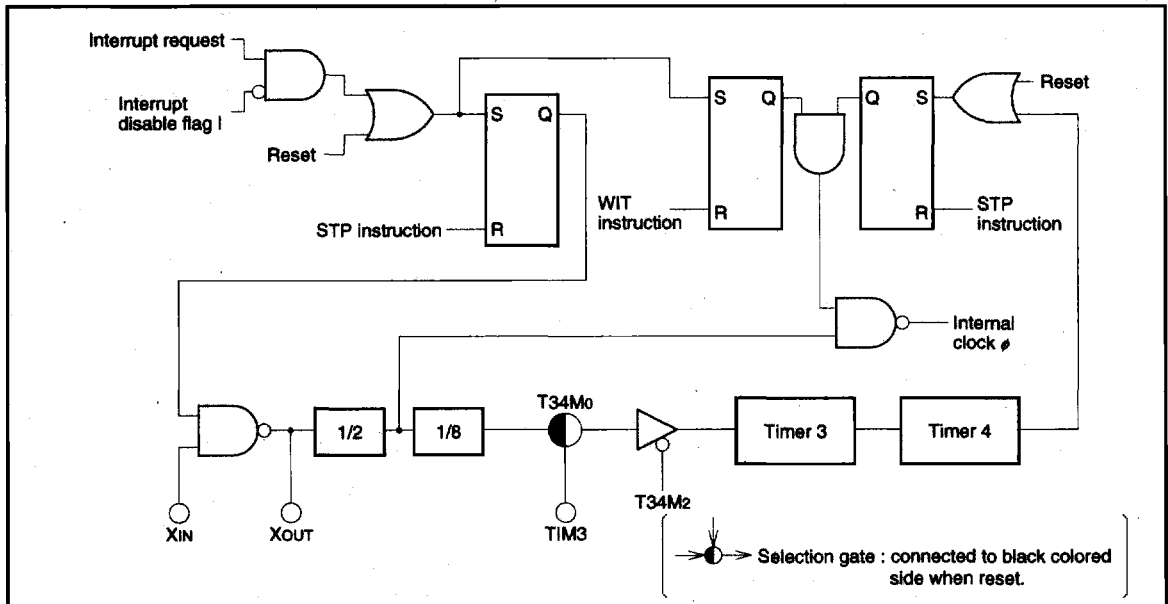 Interrupt request
Interrupt
disable flag I
Reset
STP instruction
S Q
R
WIT
instruction
S Q
R
Q S
R
Reset
STP
instruction
Internal
clock φ
T34M0
1/2
1/8
Timer 3
Timer 4
T34M2
XIN
XOUT
TIM3
Selection gate : connected to black colored
side when reset.